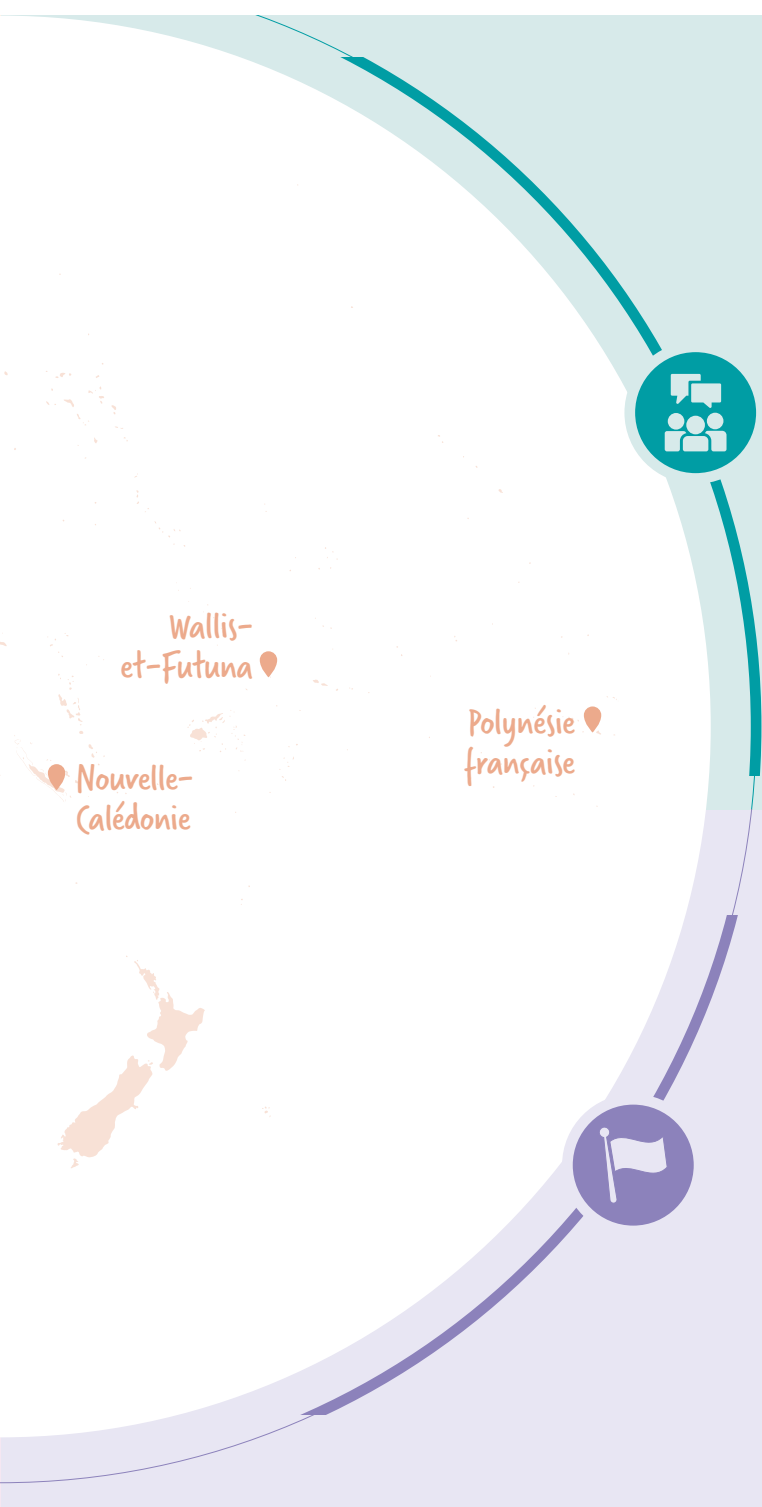 Wallis-
et-Futuna
Polynésie
française
Nouvelle-
Calédonie